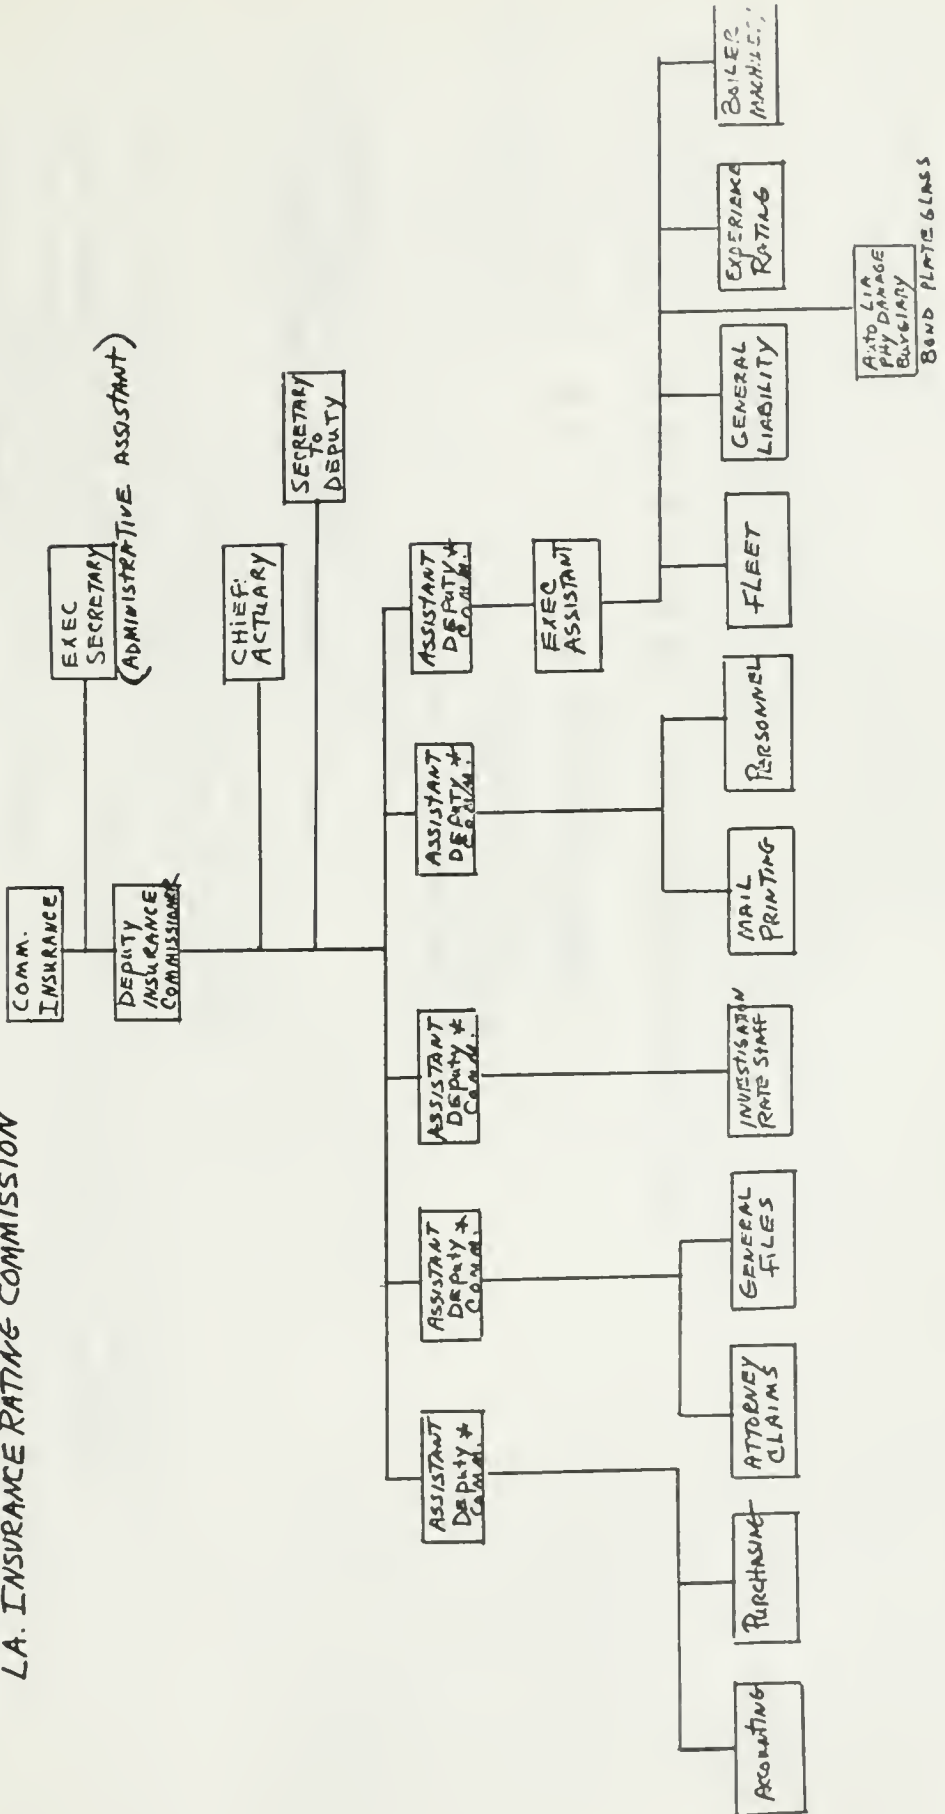 LA. INSURANCE RATING COMMISSION
COMM.
INSURANCE
EXEC
SECRETARY
(ADMINISTRATIVE ASSISTANT)
DEPUTY
INSURANCE
COMMISSIONER
CHIEF.
ACTUARY
SECRETARY
TO
DEPUTY
ASSISTANT
DEPUTY *
COMM.
ASSISTANT
DEPUTY *
COMM.
ASSISTANT
DEPUTY *
COMM.
ASSISTANT
DEPUTY *
COMM.
ASSISTANT
DEPUTY *
COMM.
EXEC
ASSISTANT
ACCOUNTING
PURCHASING
ATTORNEY
CLAIMS
GENERAL
FILES
INVESTIGATION
RATE STAFF
MAIL
PRINTING
PERSONNEL
FLEET
GENERAL
LIABILITY
EXPERIENCE
RATING
BOILER
AUTO LIA
PHY DAMAGE
BURGLARY
BOND PLATE GLASS